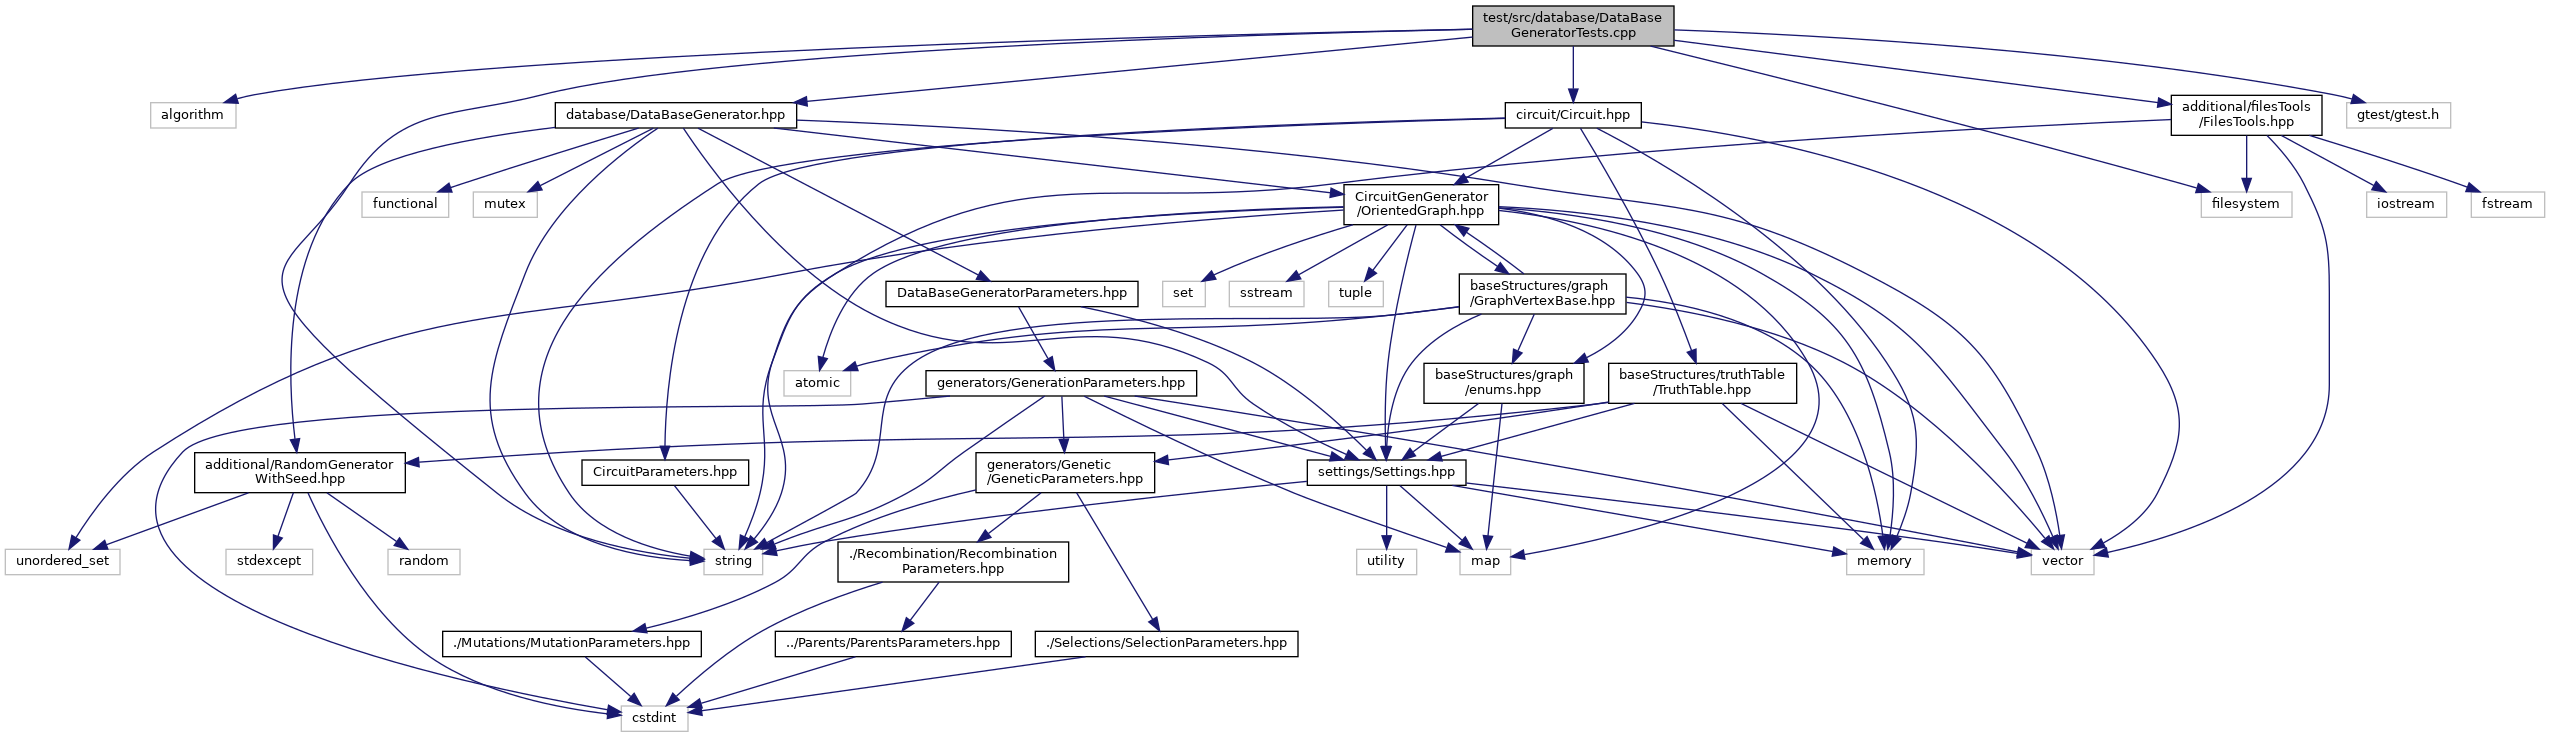 test/src/database/DataBase
GeneratorTests.cpp
algorithm
database/DataBaseGenerator.hpp
circuit/Circuit.hpp
additional/filesTools
/FilesTools.hpp
gtest/gtest.h
functional
mutex
CircuitGenGenerator
/OrientedGraph.hpp
filesystem
iostream
fstream
DataBaseGeneratorParameters.hpp
set
sstream
tuple
baseStructures/graph
/GraphVertexBase.hpp
atomic
generators/GenerationParameters.hpp
baseStructures/graph
/enums.hpp
baseStructures/truthTable
/TruthTable.hpp
additional/RandomGenerator
WithSeed.hpp
CircuitParameters.hpp
generators/Genetic
/GeneticParameters.hpp
settings/Settings.hpp
unordered_set
stdexcept
random
string
./Recombination/Recombination
Parameters.hpp
utility
map
memory
vector
./Mutations/MutationParameters.hpp
../Parents/ParentsParameters.hpp
./Selections/SelectionParameters.hpp
cstdint